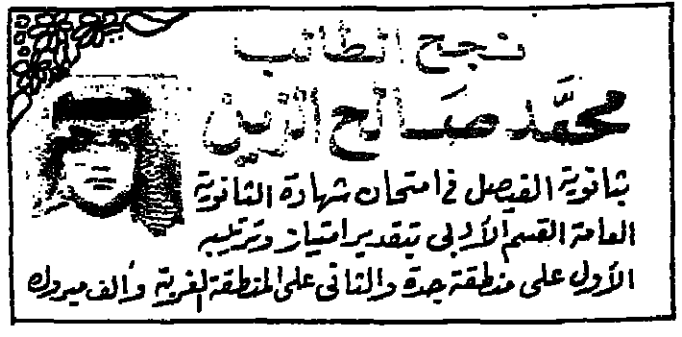 نجح الطالب
محمَّد صالح الزين
بثانوية الفيصل في امتحان شهادة الثانوية
العامة القسم الأدبي بتقدير امتياز وترتيبه
الأول على منطقة جدة والثاني على المنطقة الغربية وألف مبروك